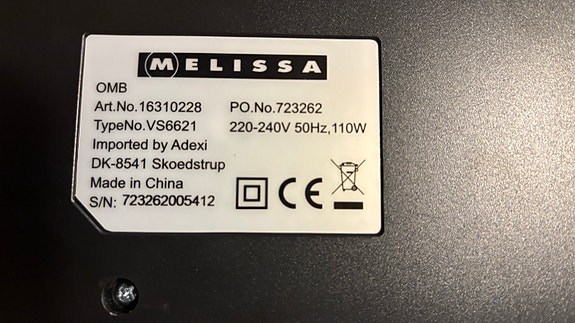 MELISSA
OMB
Art.No.16310228 PO.No.723262
TypeNo.VS6621 220-240V 50Hz,110W
Imported by Adexi
DK-8541 Skoedstrup
Made in China
S/N: 723262005412
CE